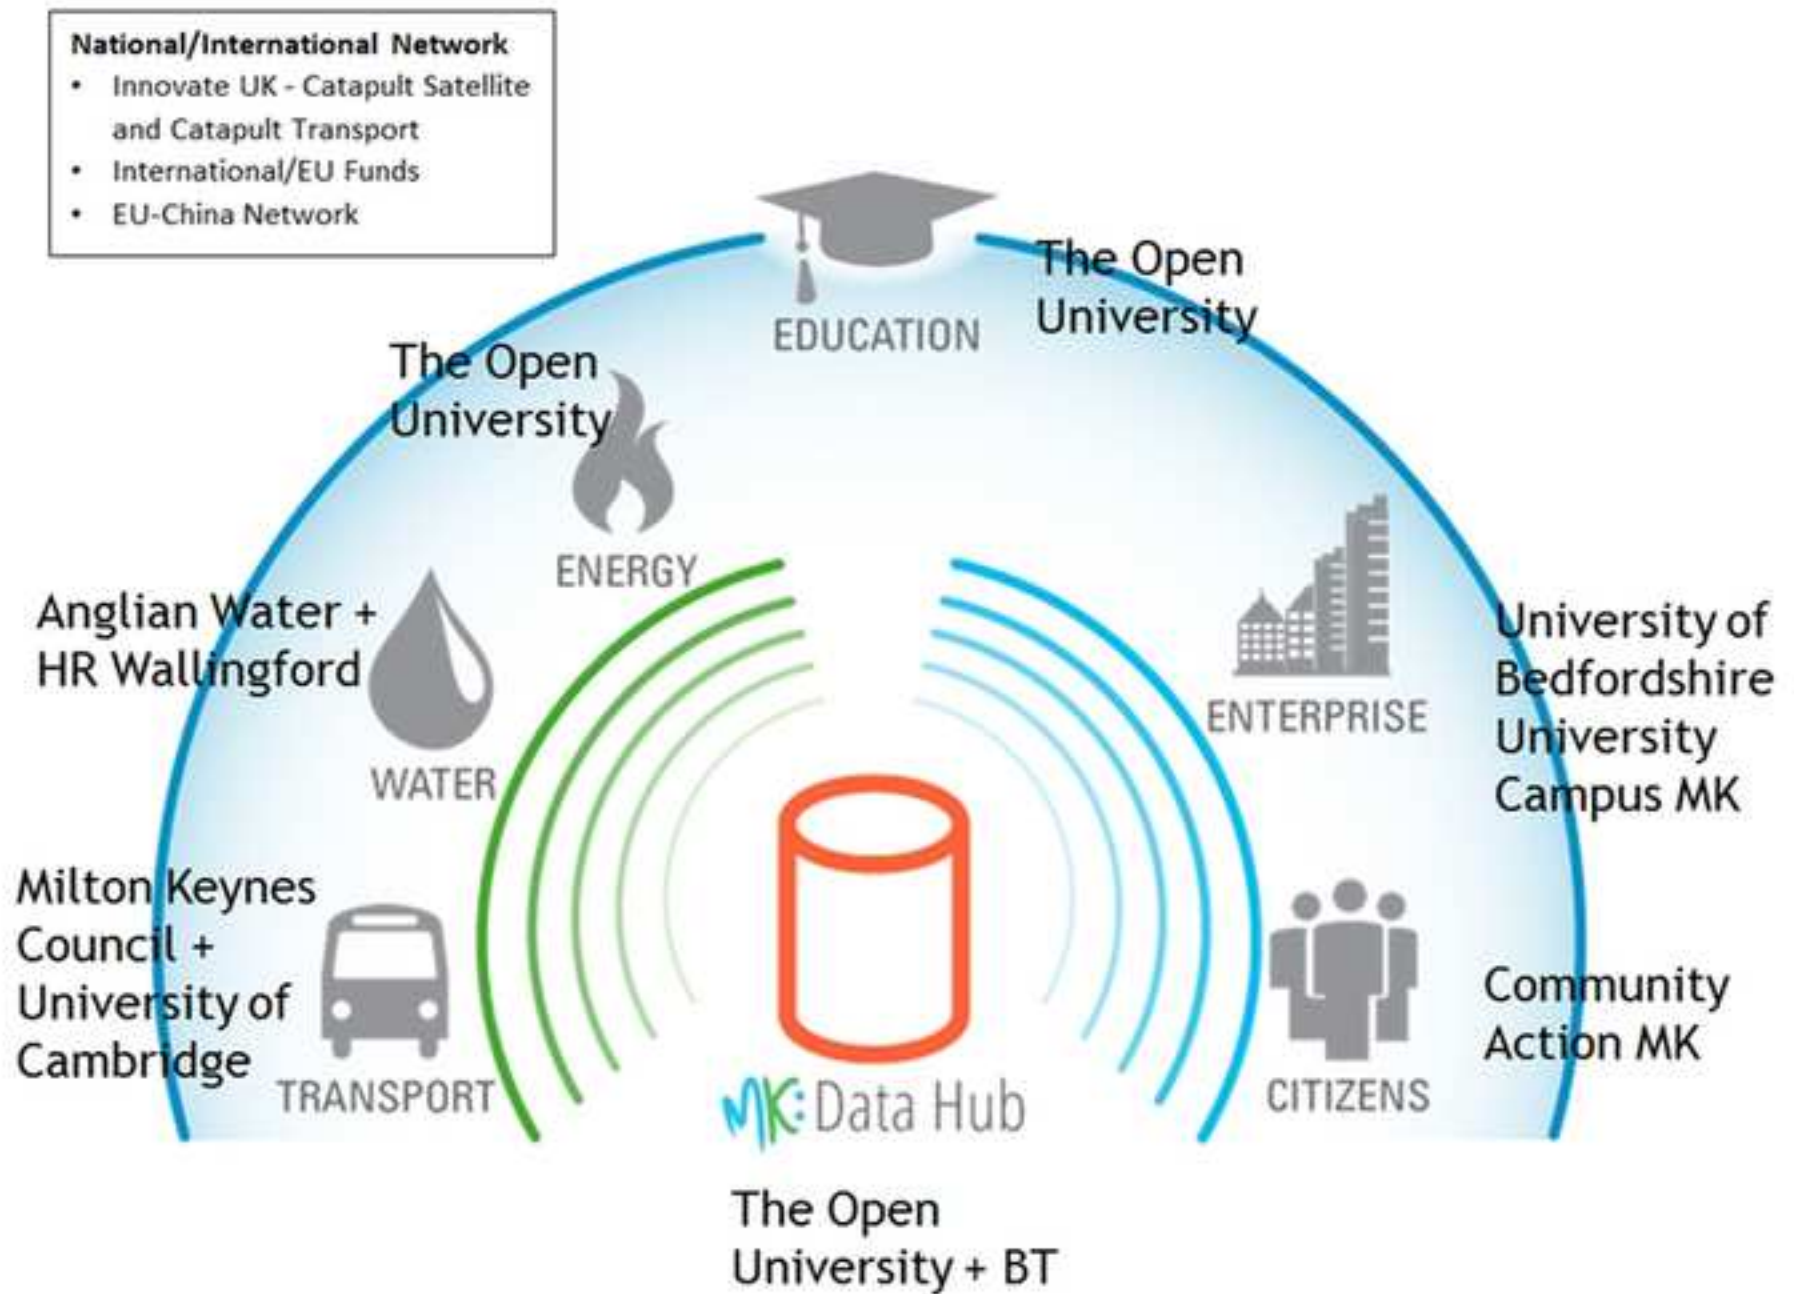 National/International Network
• Innovate UK - Catapult Satellite
and Catapult Transport
• International/EU Funds
• EU-China Network
EDUCATION
The Open
University
The Open
University
ENERGY
Anglian Water +
HR Wallingford
WATER
ENTERPRISE
University of
Bedfordshire
University
Campus MK
Milton Keynes
Council +
University of
Cambridge
TRANSPORT
CITIZENS
Community
Action MK
MK: Data Hub
The Open
University + BT